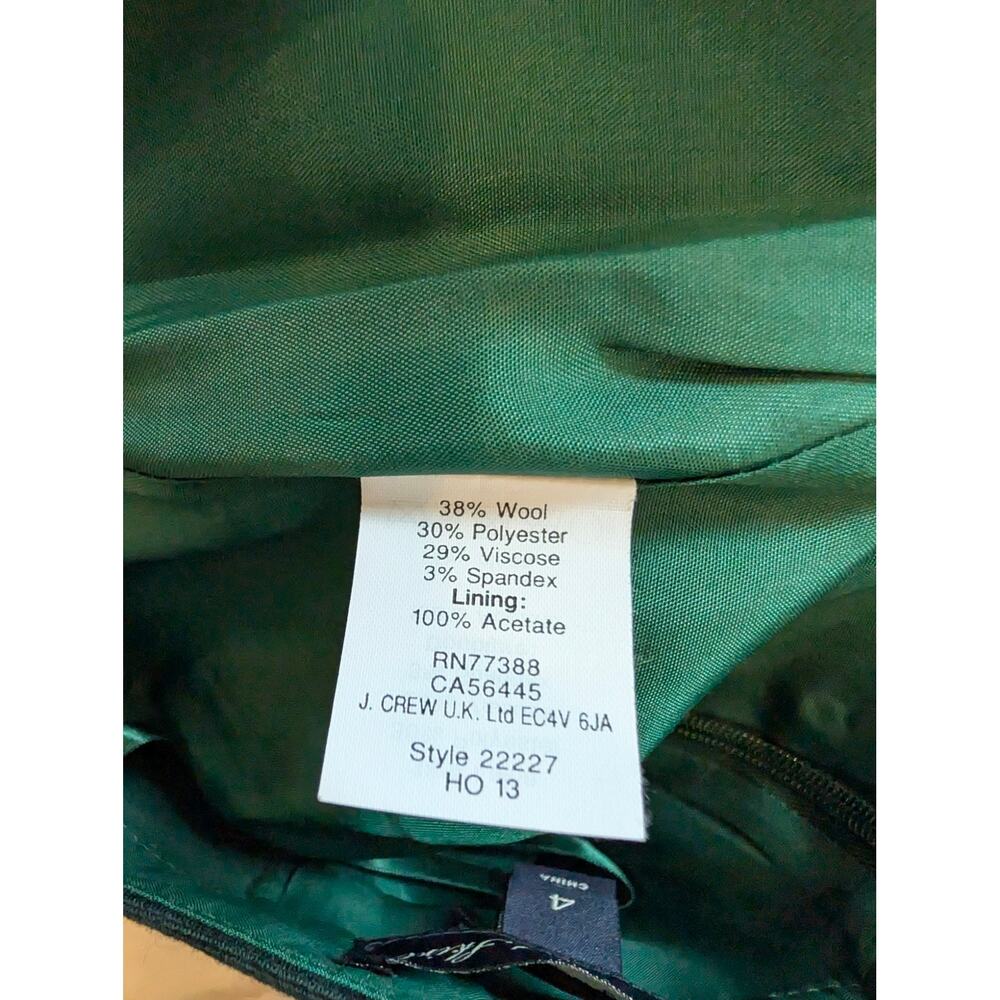 38% Wool
30% Polyester
29% Viscose
3% Spandex
Lining:
100% Acetate
RN77388
CA56445
J. CREW U.K. Ltd EC4V 6JA
Style 22227
HO 13
4
CHINA